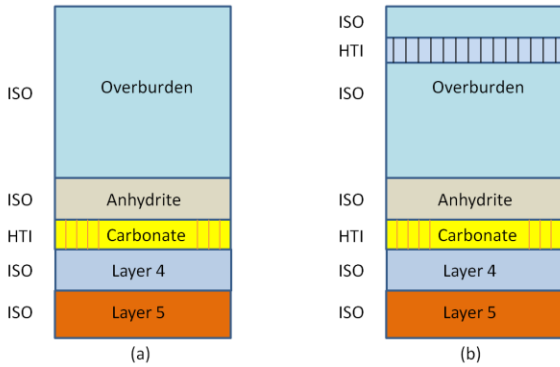 ISO
Overburden
ISO
Anhydrite
HTI
Carbonate
ISO
Layer 4
ISO
Layer 5
(a)
ISO
HTI
ISO
Overburden
ISO
Anhydrite
HTI
Carbonate
ISO
Layer 4
ISO
Layer 5
(b)